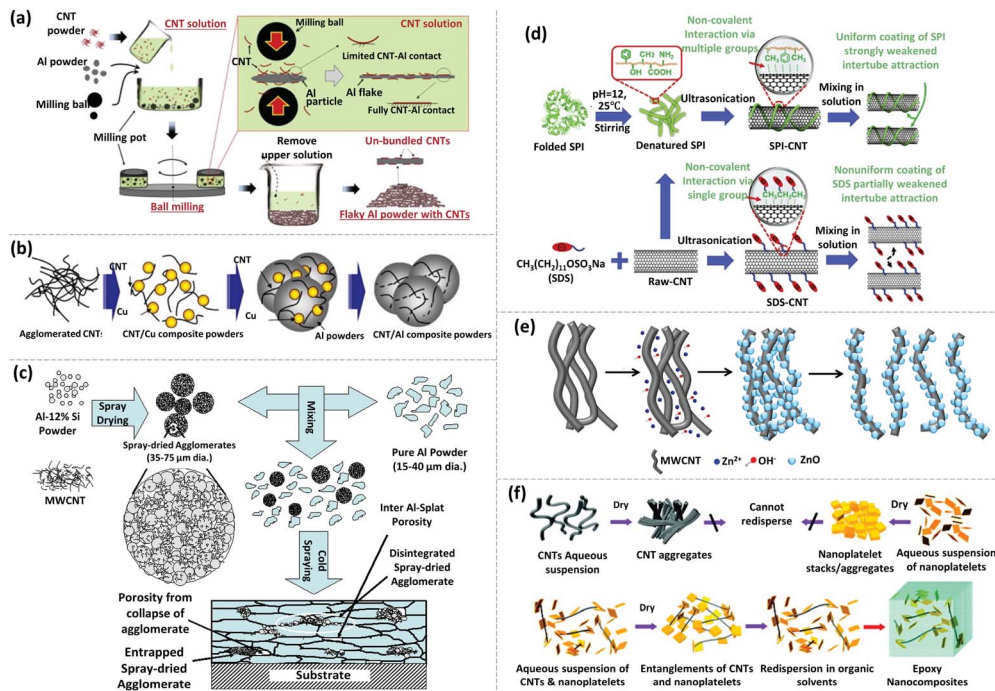 (a)
CNT
powder
CNT solution
Al powder
Milling ball
Milling pot
Ball milling
Milling ball
CNT solution
CNT
Limited CNT-Al contact
Al
particle
Al flake
Fully CNT-Al contact
Remove
upper solution
Un-bundled CNTs
Flaky Al powder with CNTs
(b)
CNT
Cu
CNT
Cu
Al powders
Agglomerated CNTs
CNT/Cu composite powders
CNT/Al composite powders
(c)
Al-12% Si
Powder
Spray
Drying
MWCNT
Spray-dried Agglomerates
(35-75 μm dia.)
Mixing
Pure Al Powder
(15-40 μm dia.)
Cold
Spraying
Inter Al-Splat
Porosity
Disintegrated
Spray-dried
Agglomerate
Porosity from
collapse of
agglomerate
Entrapped
Spray-dried
Agglomerate
Substrate
(d)
Folded SPI
pH=12,
25℃
Stirring
CH₃ NH₂
OH COOH
Denatured SPI
Non-covalent
Interaction via
multiple groups
CH₃ CH₃
Ultrasonication
SPI-CNT
Uniform coating of SPI
strongly weakened
intertube attraction
Mixing in
solution
Non-covalent
Interaction via
single group
CH₂CH₂CH₂
Nonuniform coating of
SDS partially weakened
intertube attraction
CH₃(CH₂)₁₁OSO₃Na
(SDS)
Raw-CNT
Ultrasonication
SDS-CNT
Mixing in
solution
(e)
MWCNT
Zn²⁺
OH⁻
ZnO
(f)
Dry
Cannot
redisperse
Dry
CNTs Aqueous
suspension
CNT aggregates
Nanoplatelet
stacks/aggregates
Aqueous suspension
of nanoplatelets
Dry
Aqueous suspension of
CNTs & nanoplatelets
Entanglements of CNTs
and nanoplatelets
Redispersion in organic
solvents
Epoxy
Nanocomposites